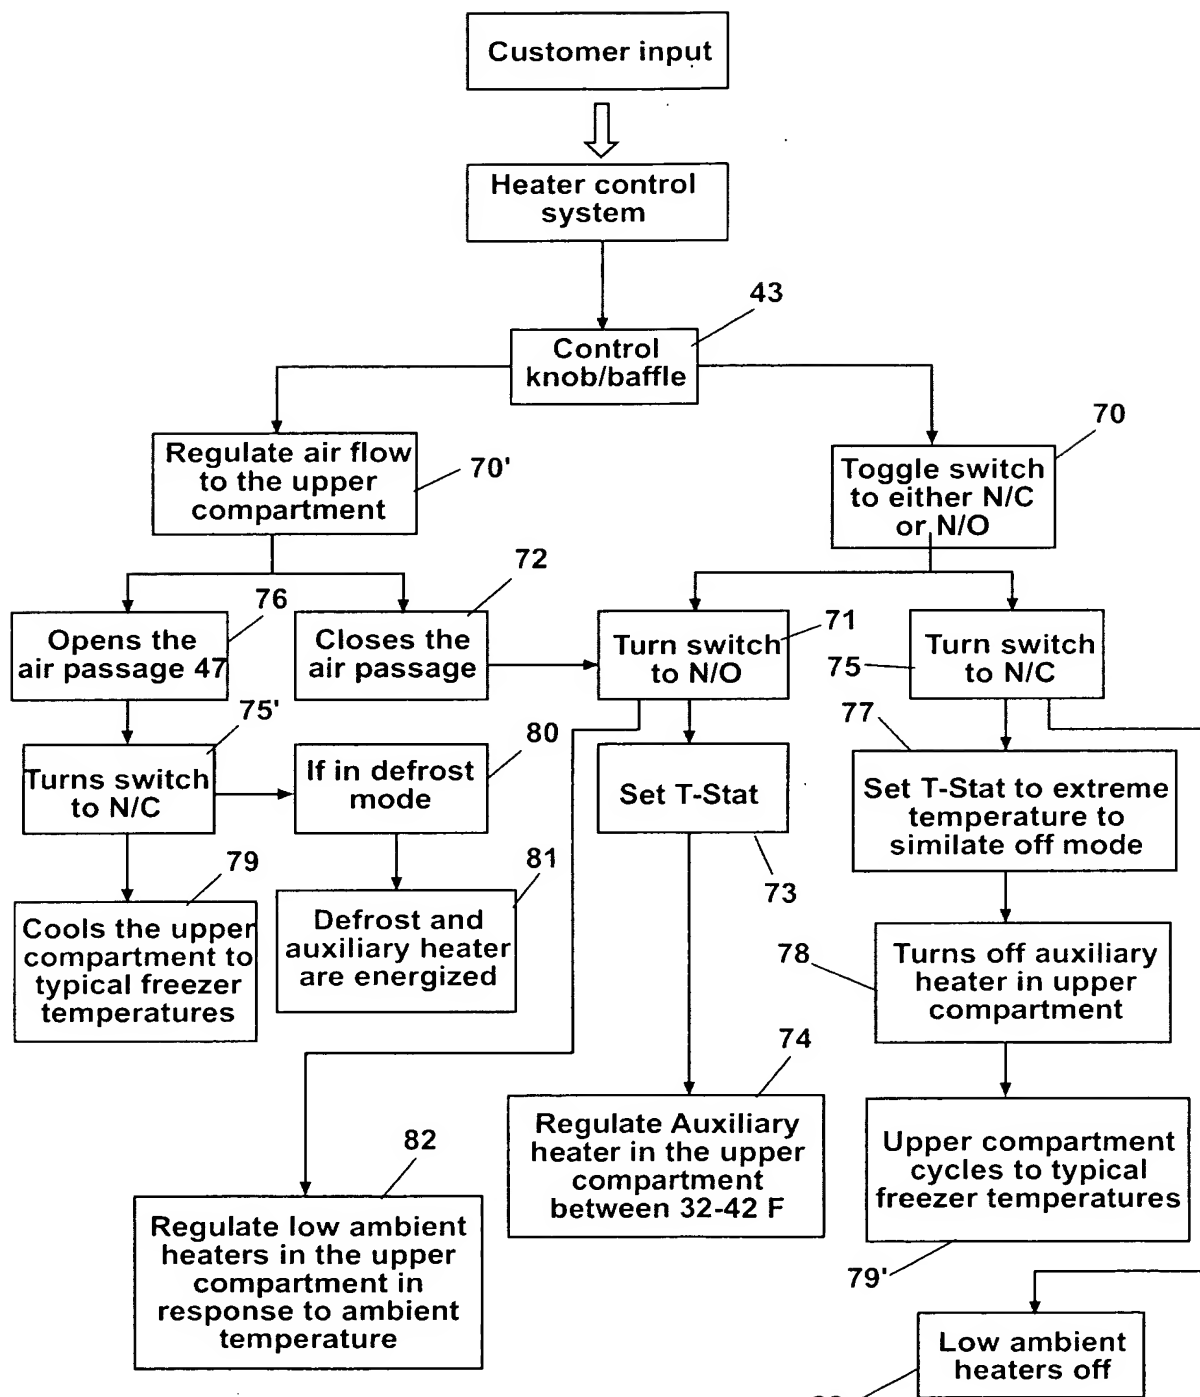 Customer input
Heater control
system
43
Control
knob/baffle
Regulate air flow
to the upper
compartment
70'
70
Toggle switch
to either N/C
or N/O
76
Opens the
air passage 47
72
Closes the
air passage
Turn switch
to N/O
71
75
Turn switch
to N/C
75'
Turns switch
to N/C
80
If in defrost
mode
Set T-Stat
73
77
Set T-Stat to extreme
temperature to
similate off mode
79
Cools the upper
compartment to
typical freezer
temperatures
81
Defrost and
auxiliary heater
are energized
78
Turns off auxiliary
heater in upper
compartment
74
Regulate Auxiliary
heater in the upper
compartment
between 32-42 F
Upper compartment
cycles to typical
freezer temperatures
79'
82
Regulate low ambient
heaters in the upper
compartment in
response to ambient
temperature
Low ambient
heaters off